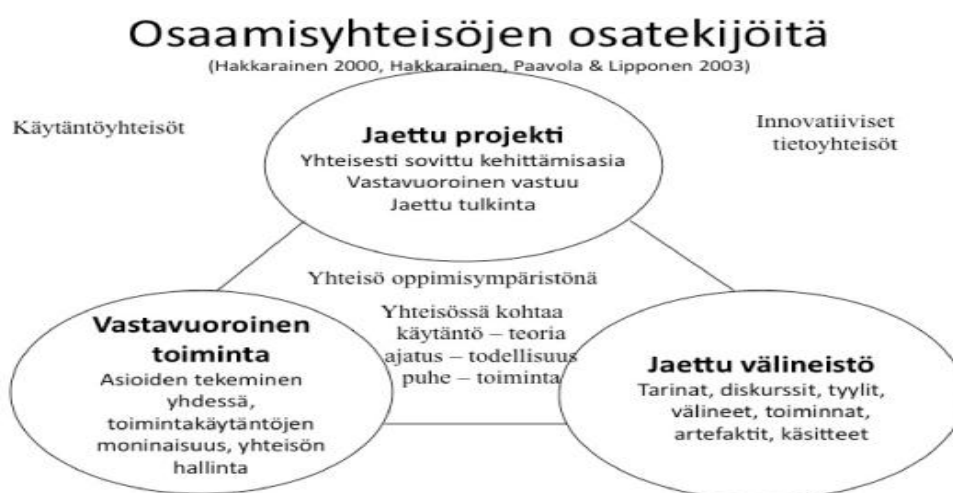 Osaamisyhteisöjen osatekijöitä
(Hakkarainen 2000, Hakkarainen, Paavola & Lipponen 2003)
Käytäntöyhteisöt
Innovatiiviset
tietoyhteisöt
Jaettu projekti
Yhteisesti sovittu kehittämisasia
Vastavuoroinen vastuu
Jaettu tulkinta
Yhteisö oppimisympäristönä
Yhteisössä kohtaa
käytäntö – teoria
ajatus – todellisuus
puhe – toiminta
Vastavuoroinen
toiminta
Asioiden tekeminen
yhdessä,
toimintakäytäntöjen
moninaisuus, yhteisön
hallinta
Jaettu välineistö
Tarinat, diskurssit, tyylit,
välineet, toiminnat,
artefaktit, käsitteet